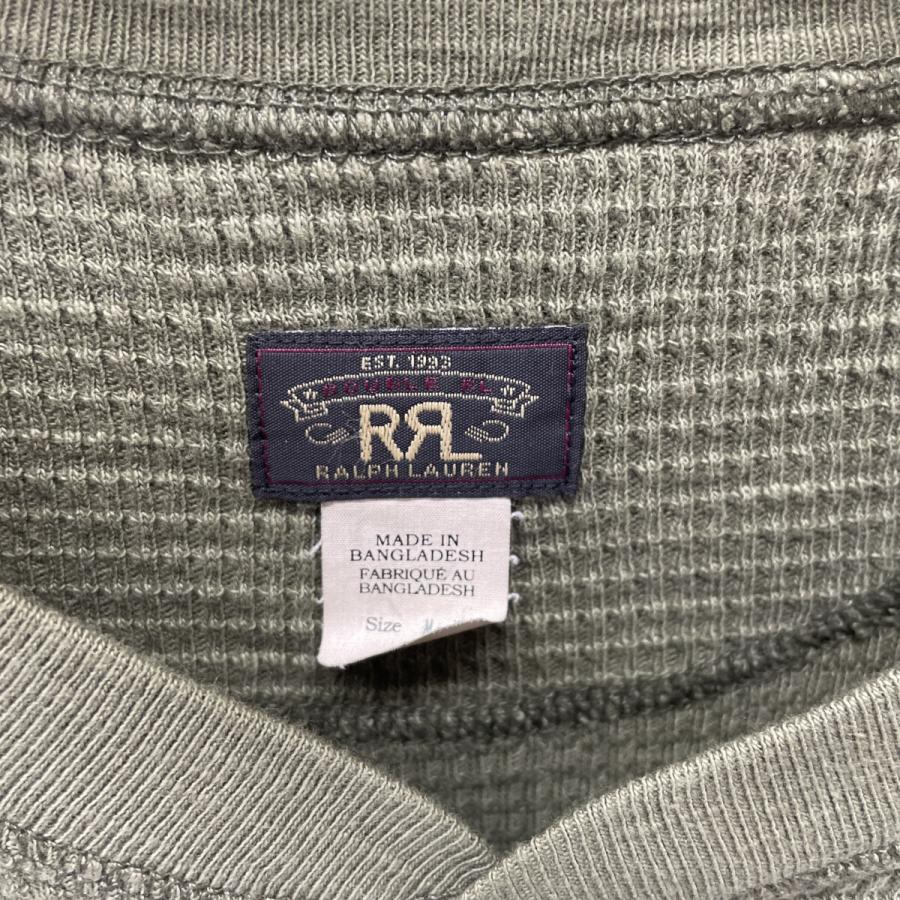 EST. 1993
DOUBLE RL
RRL
RALPH LAUREN
MADE IN
BANGLADESH
FABRIQUÉ AU
BANGLADESH
Size